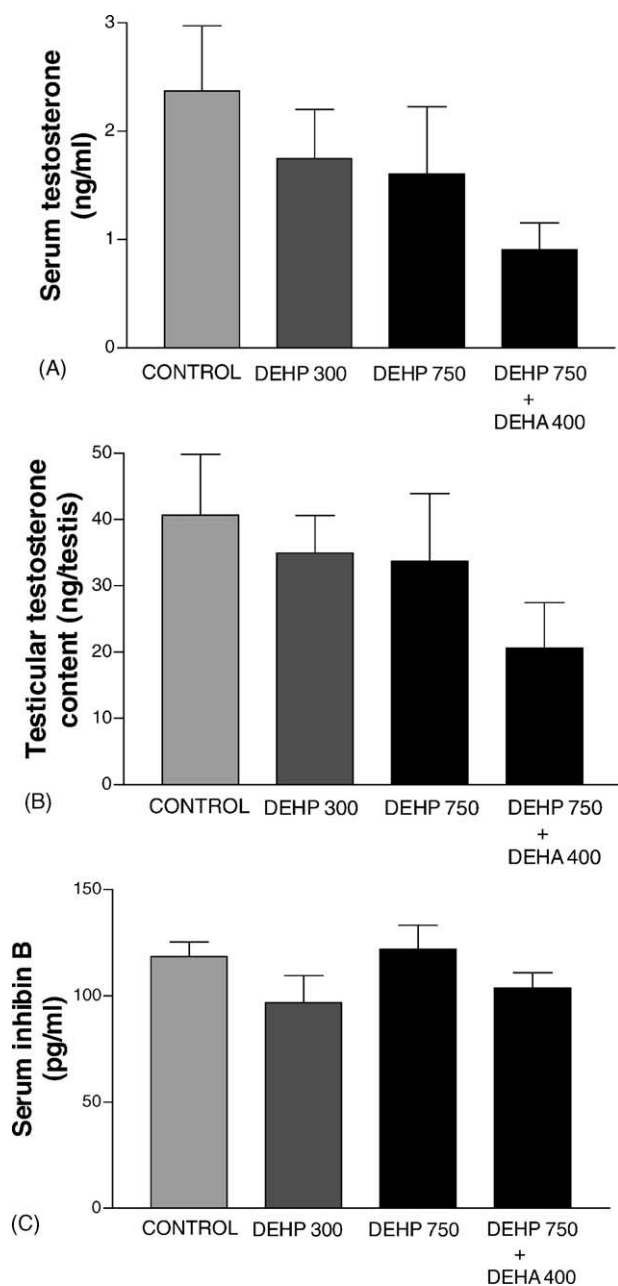 Serum testosterone
(ng/ml)
3
2
1
0
(A)
CONTROL
DEHP 300
DEHP 750
DEHP 750
+
DEHA 400
Testicular testosterone
content (ng/testis)
50
40
30
20
10
0
(B)
CONTROL
DEHP 300
DEHP 750
DEHP 750
+
DEHA 400
Serum inhibin B
(pg/ml)
150
100
50
0
(C)
CONTROL
DEHP 300
DEHP 750
DEHP 750
+
DEHA 400